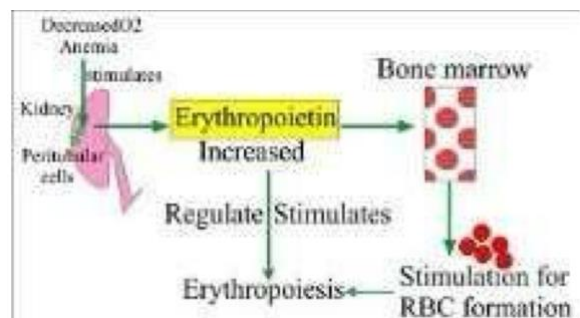 DecreasedO2
Anemia
stimulates
Kidney
Peritubular
cells
Erythropoietin
Increased
Bone marrow
Regulate Stimulates
Erythropoiesis
Stimulation for
RBC formation